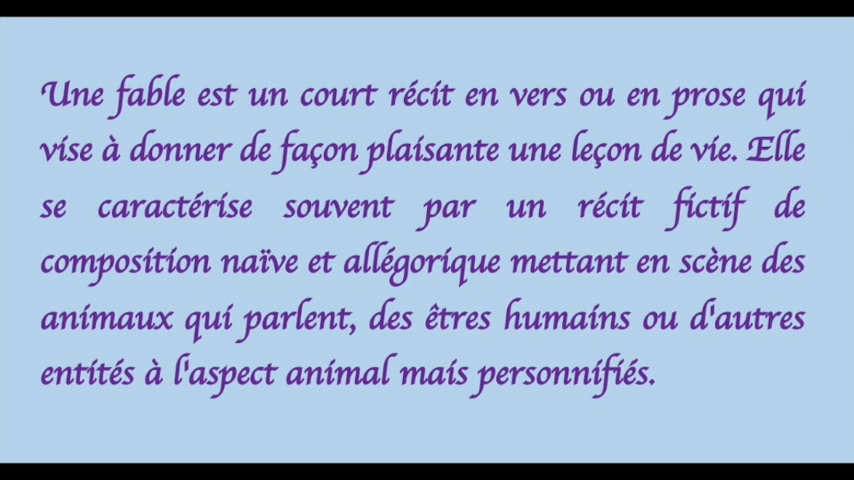 Une fable est un court récit en vers ou en prose qui
vise à donner de façon plaisante une leçon de vie. Elle
se caractérise souvent par un récit fictif de
composition naïve et allégorique mettant en scène des
animaux qui parlent, des êtres humains ou d'autres
entités à l'aspect animal mais personnifiés.